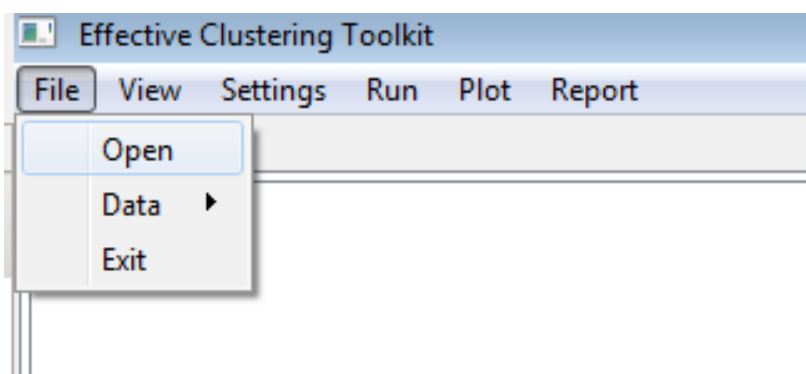 Effective Clustering Toolkit
File View Settings Run Plot Report
Open
Data
Exit